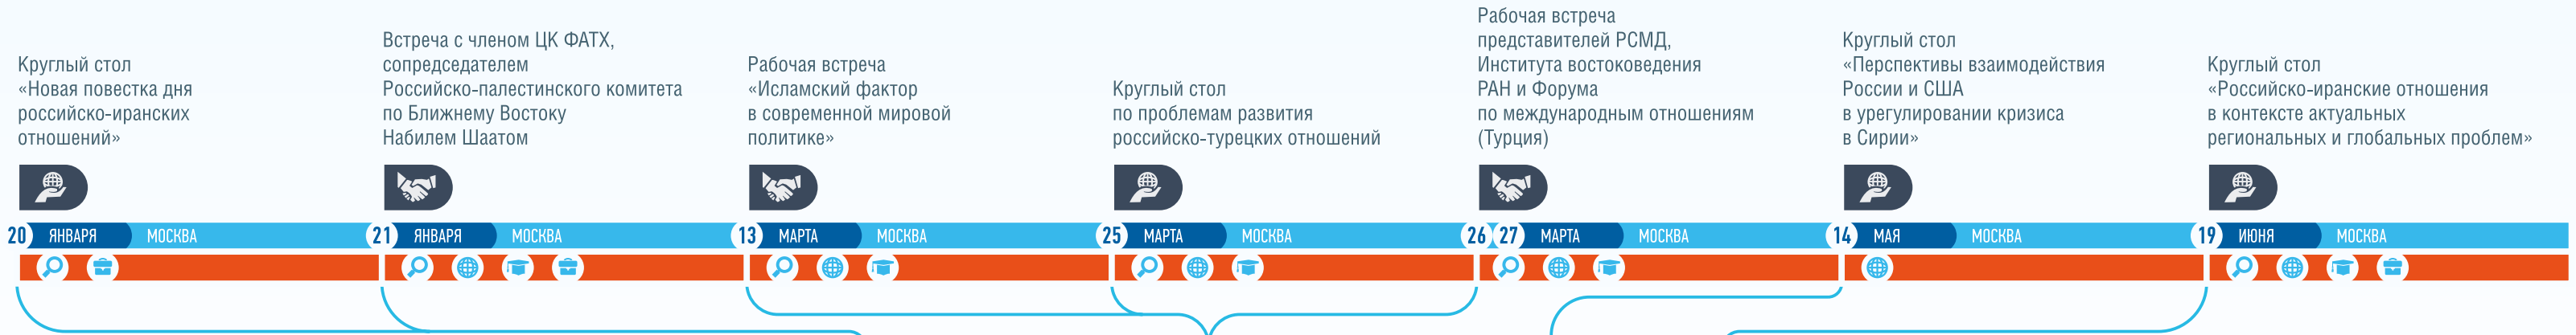 Круглый стол
«Новая повестка дня
российско-иранских
отношений»
20 ЯНВАРЯ МОСКВА
Встреча с членом ЦК ФАТХ,
сопредседателем
Российско-палестинского комитета
по Ближнему Востоку
Набилем Шаатом
21 ЯНВАРЯ МОСКВА
Рабочая встреча
«Исламский фактор
в современной мировой
политике»
13 МАРТА МОСКВА
Круглый стол
по проблемам развития
российско-турецких отношений
25 МАРТА МОСКВА
Рабочая встреча
представителей РСМД,
Института востоковедения
РАН и Форума
по международным отношениям
(Турция)
26 27 МАРТА МОСКВА
Круглый стол
«Перспективы взаимодействия
России и США
в урегулировании кризиса
в Сирии»
14 МАЯ МОСКВА
Круглый стол
«Российско-иранские отношения
в контексте актуальных
региональных и глобальных проблем»
19 ИЮНЯ МОСКВА